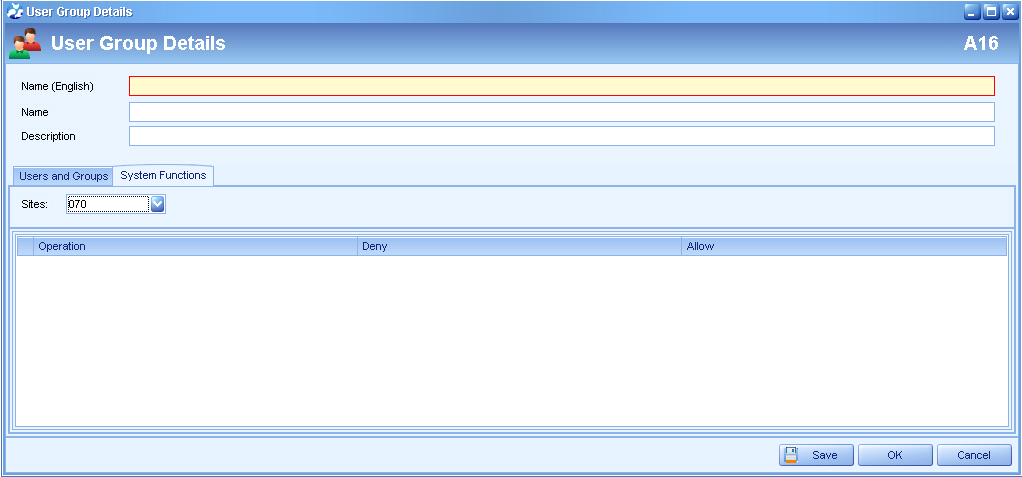 User Group Details
User Group Details A16
Name (English)
Name
Description
Users and Groups System Functions
Sites: 070
Operation Deny Allow
Save OK Cancel